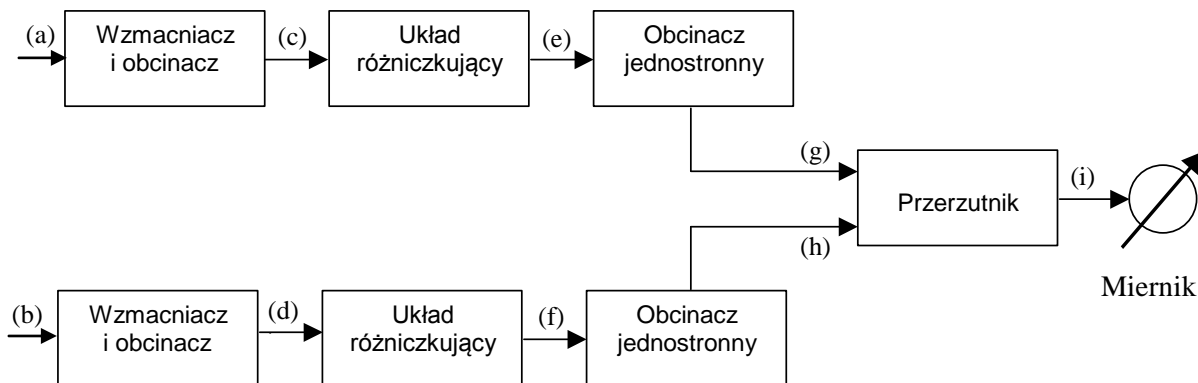 (a)
Wzmacniacz
i obcinacz
(c)
Układ
różniczkujący
(e)
Obcinacz
jednostronny
(g)
Przerzutnik
(i)
(h)
Miernik
(b)
Wzmacniacz
i obcinacz
(d)
Układ
różniczkujący
(f)
Obcinacz
jednostronny